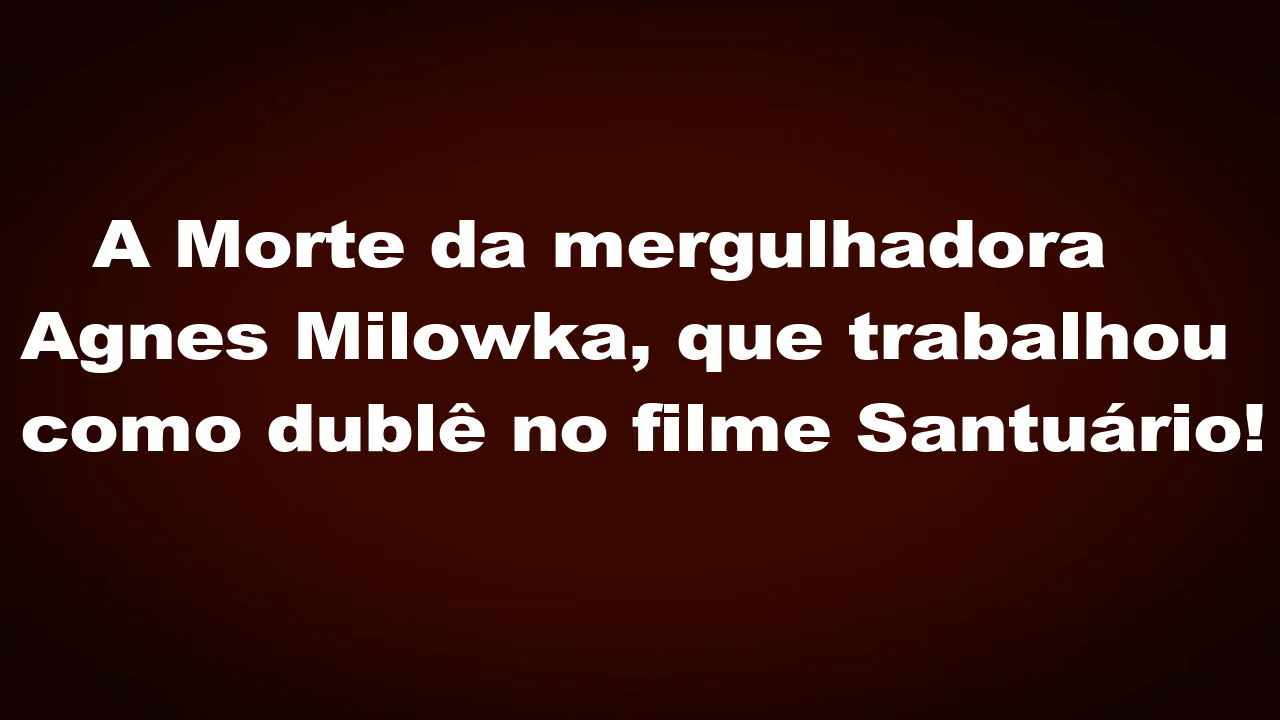 A Morte da mergulhadora
Agnes Milowka, que trabalhou
como dublê no filme Santuário!